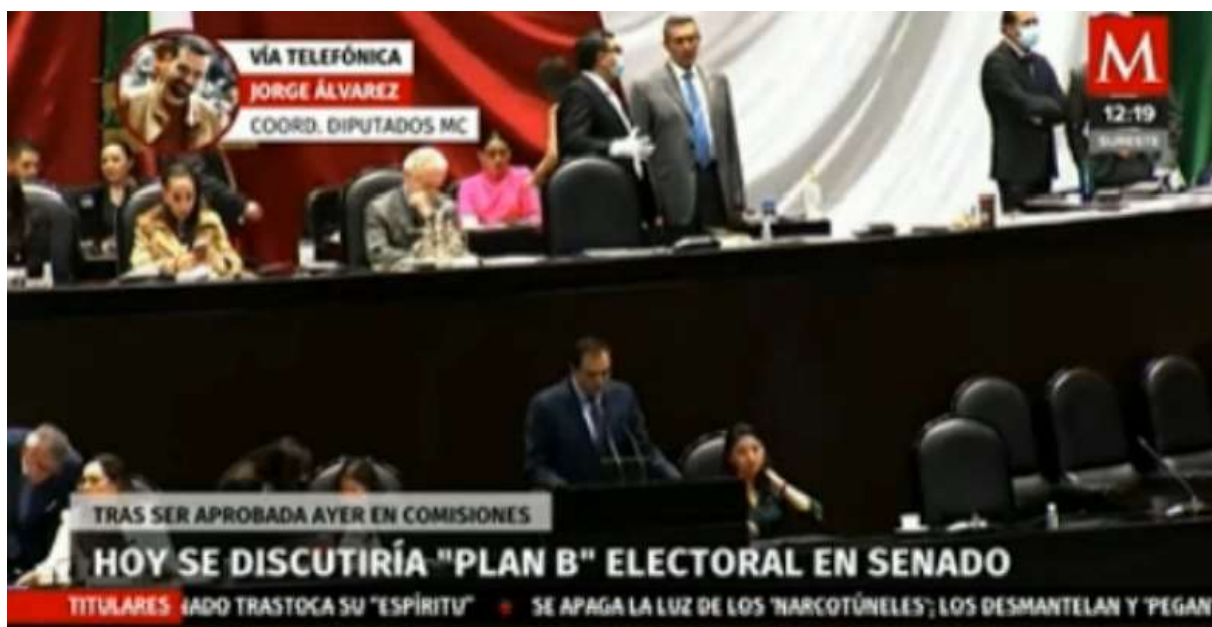 VÍA TELEFÓNICA
JORGE ÁLVAREZ
COORD. DIPUTADOS MC
M
12:19
SURESTE
TRAS SER APROBADA AYER EN COMISIONES
HOY SE DISCUTIRÍA "PLAN B" ELECTORAL EN SENADO
TITULARES NADO TRASTOCA SU "ESPÍRITU" SE APAGA LA LUZ DE LOS 'NARCOTÚNELES'; LOS DESMANTELAN Y 'PEGAN